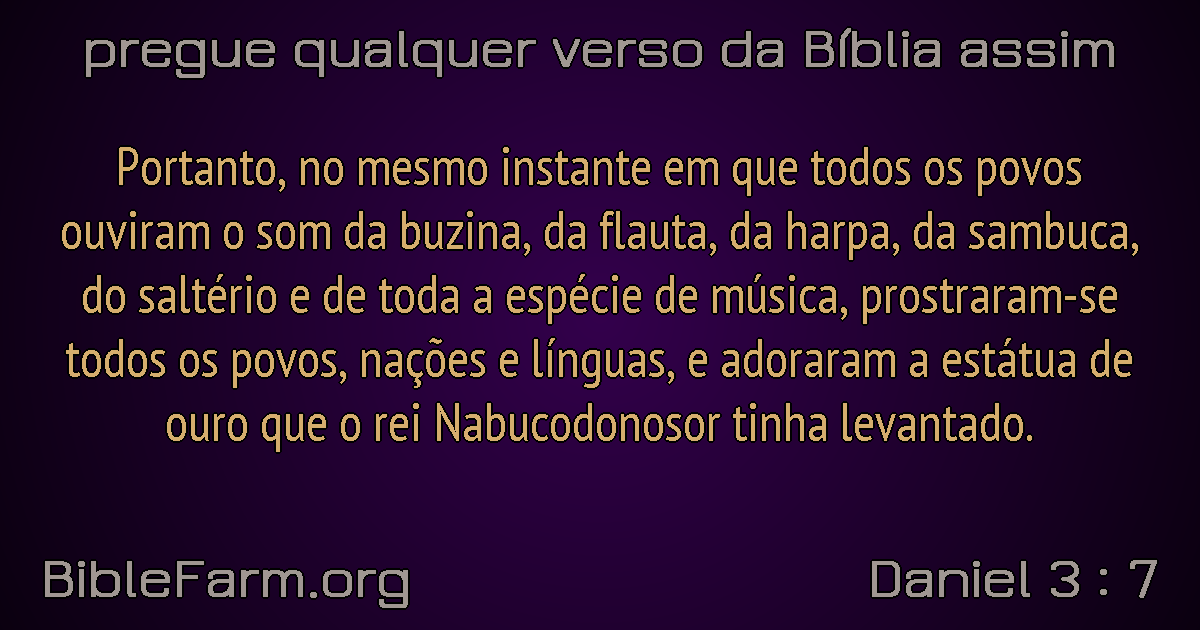 pregue qualquer verso da Bíblia assim
Portanto, no mesmo instante em que todos os povos
ouviram o som da buzina, da flauta, da harpa, da sambuca,
do saltério e de toda a espécie de música, prostraram-se
todos os povos, nações e línguas, e adoraram a estátua de
ouro que o rei Nabucodonosor tinha levantado.
BibleFarm.org
Daniel 3 : 7